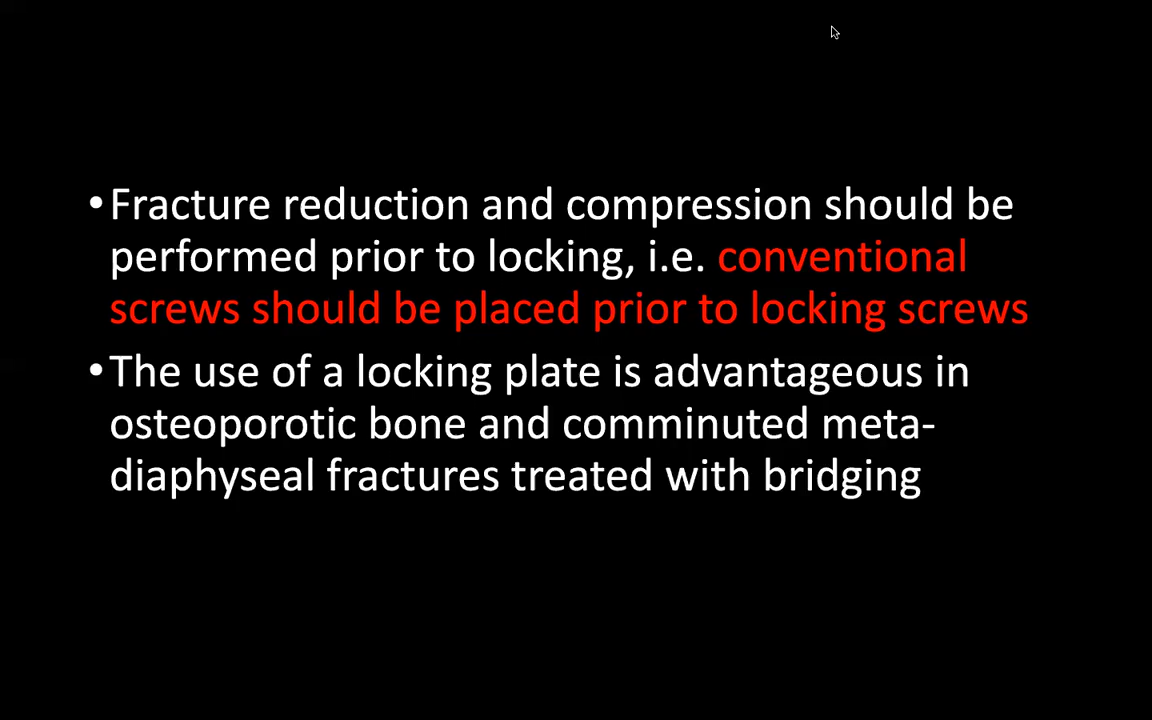 •Fracture reduction and compression should be
performed prior to locking, i.e. conventional
screws should be placed prior to locking screws
•The use of a locking plate is advantageous in
osteoporotic bone and comminuted meta-
diaphyseal fractures treated with bridging